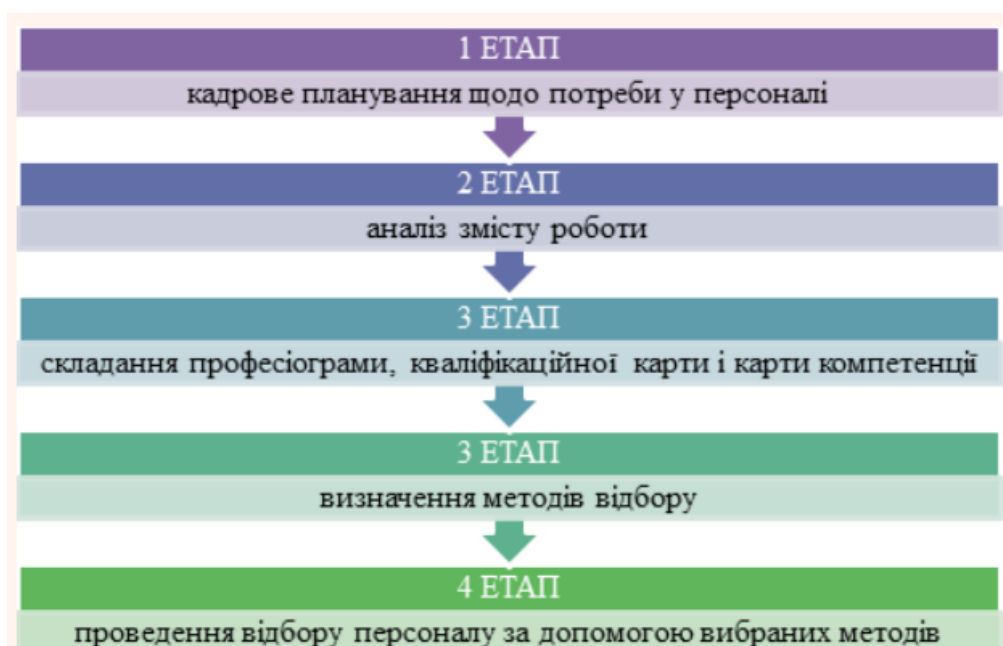 1 ЕТАП
кадрове планування щодо потреби у персоналі
2 ЕТАП
аналіз змісту роботи
3 ЕТАП
складання професіограми, кваліфікаційної карти і карти компетенції
3 ЕТАП
визначення методів відбору
4 ЕТАП
проведення відбору персоналу за допомогою вибраних методів